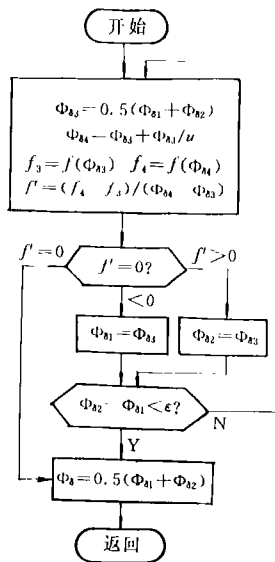 开始
Φδ3=0.5(Φδ1+Φδ2)
Φδ4=Φδ3+Φδ3/u
f3=f(Φδ3) f4=f(Φδ4)
f'=(f4 f3)/(Φδ4 Φδ3)
f'=0
f'=0?
f'>0
<0
Φδ1=Φδ3
Φδ2=Φδ3
Φδ2- Φδ1<ε?
N
Y
Φδ=0.5(Φδ1+Φδ2)
返回